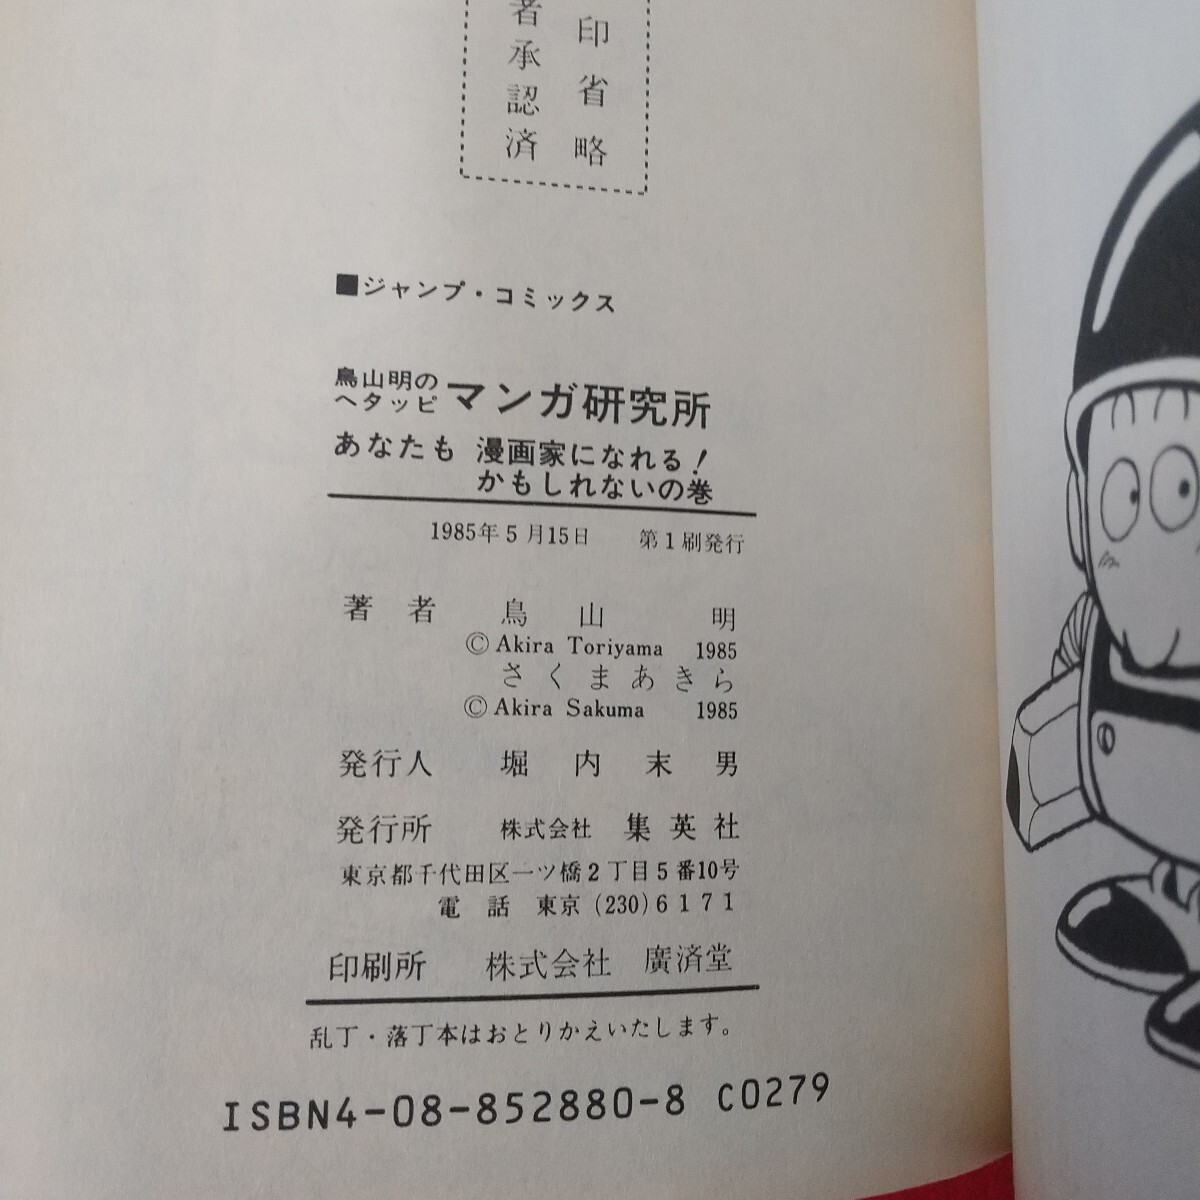 印省略
者承認済
■ジャンプ・コミックス
鳥山明の
ヘタッピ
マンガ研究所
あなたも 漫画家になれる!
かもしれないの巻
1985年5月15日 第1刷発行
著者 鳥山明
©Akira Toriyama 1985
さくまあきら
©Akira Sakuma 1985
発行人 堀内末男
発行所 株式会社 集英社
東京都千代田区一ツ橋2丁目5番10号
電話 東京(230)6171
印刷所 株式会社 廣済堂
乱丁・落丁本はおとりかえいたします。
ISBN4-08-852880-8 C0279